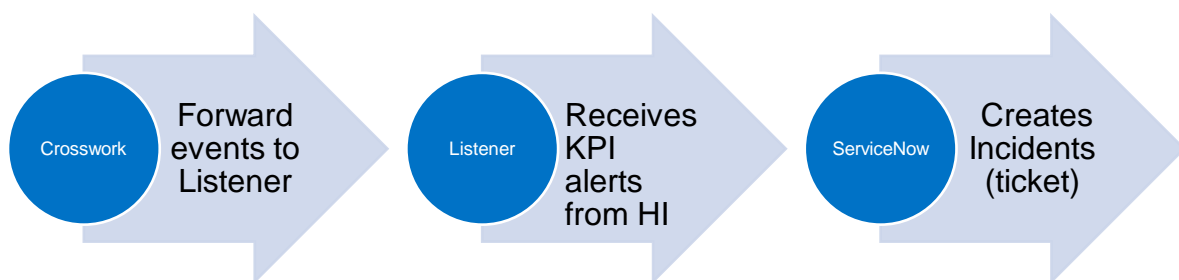 Crosswork
Forward
events to
Listener
Listener
Receives
KPI
alerts
from HI
ServiceNow
Creates
Incidents
(ticket)